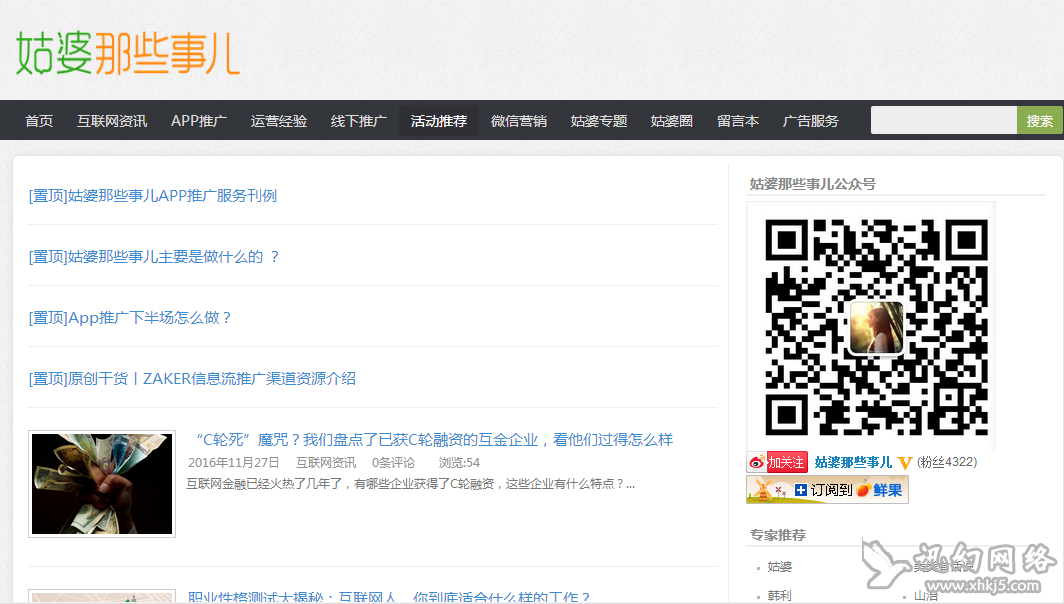 姑婆那些事儿
首页 互联网资讯 APP推广 运营经验 线下推广 活动推荐 微信营销 姑婆专题 姑婆圈 留言本 广告服务 搜索
[置顶]姑婆那些事儿APP推广服务刊例
[置顶]姑婆那些事儿主要是做什么的 ？
[置顶]App推广下半场怎么做？
[置顶]原创干货丨ZAKER信息流推广渠道资源介绍
“C轮死”魔咒？我们盘点了已获C轮融资的互金企业，看他们过得怎么样
2016年11月27日 互联网资讯 0条评论 浏览:54
互联网金融已经火热了几年了，有哪些企业获得了C轮融资，这些企业有什么特点？...
职业性格测试大揭秘：互联网人，你到底适合什么样的工作？
姑婆那些事儿公众号
加关注 姑婆那些事儿 (粉丝4322)
订阅到 鲜果
专家推荐
姑婆
韩利 山治
讯幻网络
www.xhkj5.com